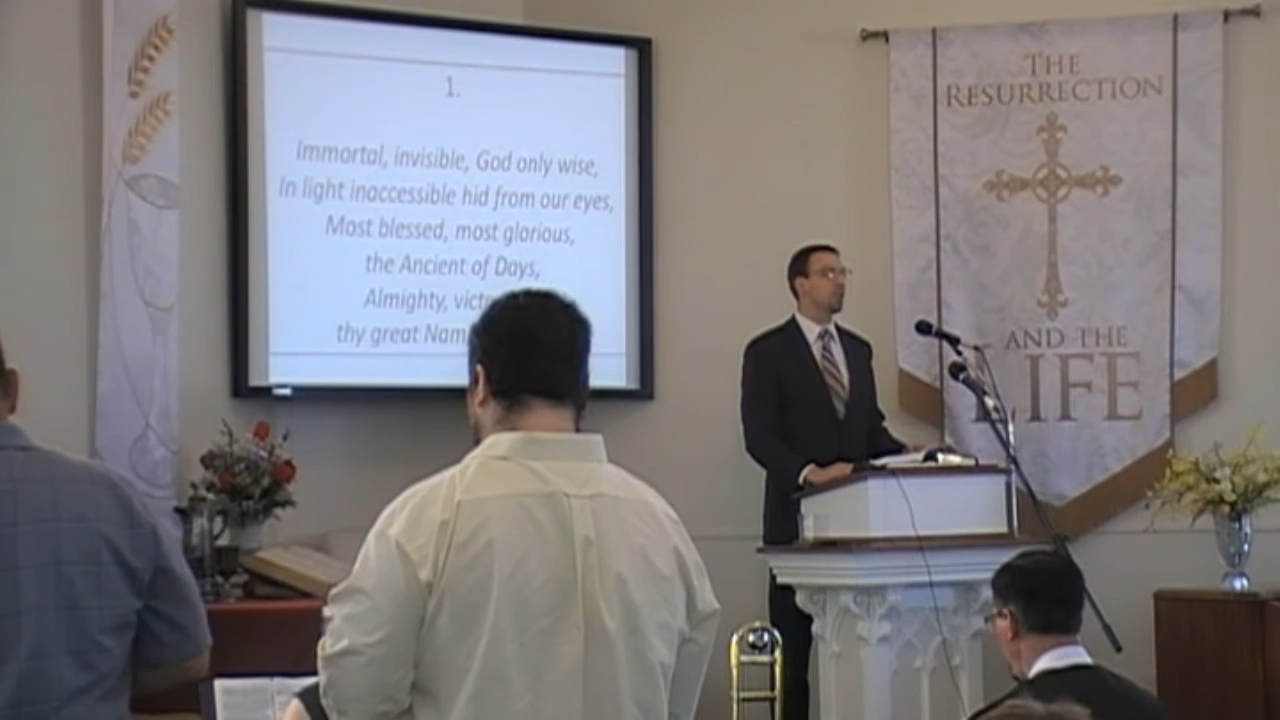 1.
Immortal, invisible, God only wise,
In light inaccessible hid from our eyes,
Most blessed, most glorious,
the Ancient of Days,
Almighty,
thy great
THE
RESURRECTION
AND THE
LIFE